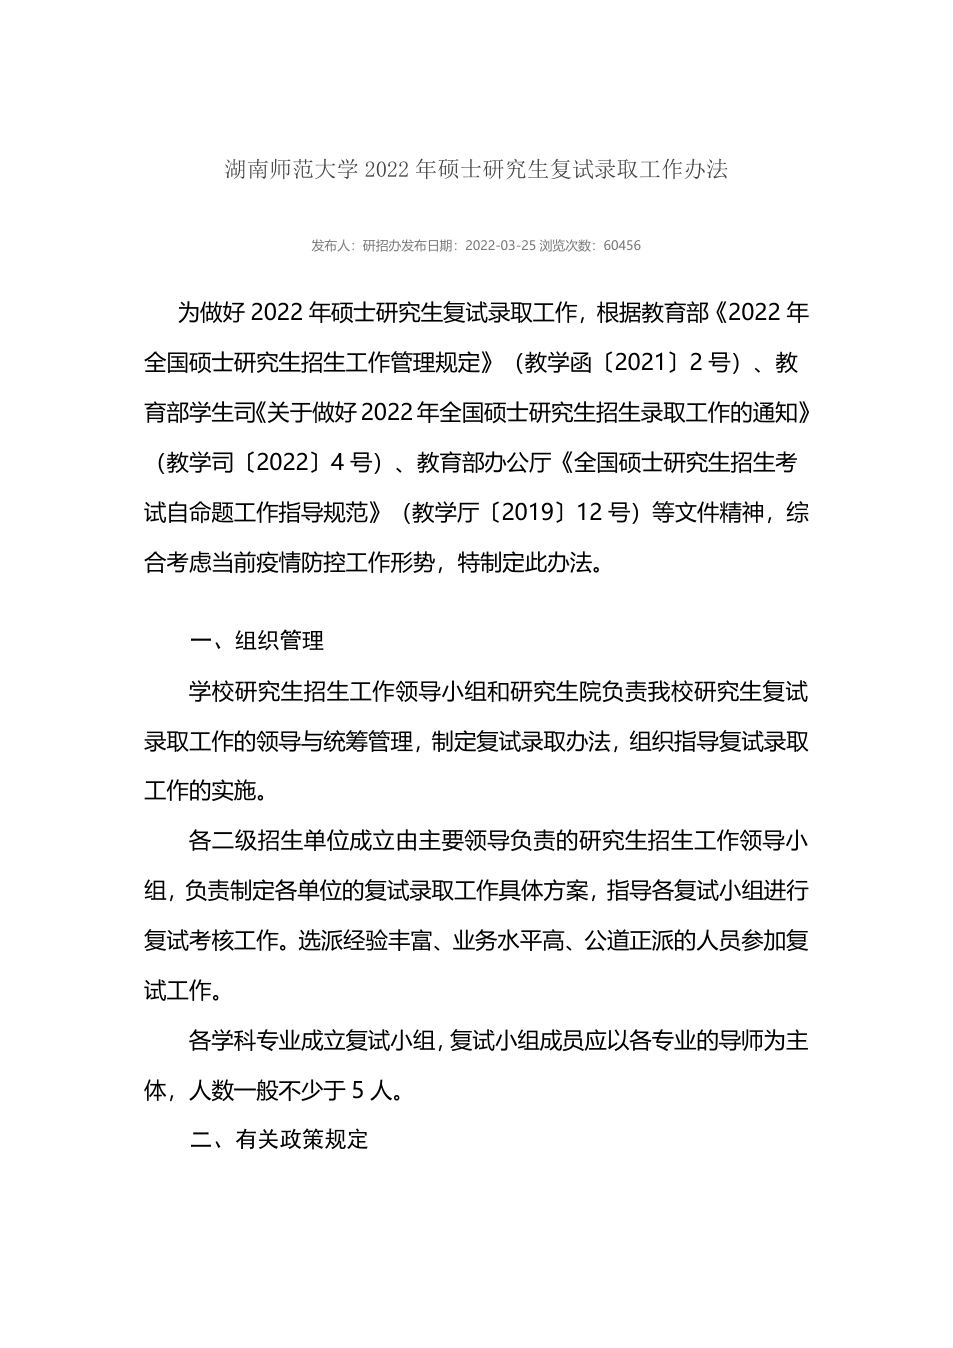 湖南师范大学 2022 年硕士研究生复试录取工作办法
发布人：研招办发布日期：2022-03-25 浏览次数：60456
为做好 2022 年硕士研究生复试录取工作，根据教育部《2022 年
全国硕士研究生招生工作管理规定》（教学函〔2021〕2 号）、教
育部学生司《关于做好 2022 年全国硕士研究生招生录取工作的通知》
（教学司〔2022〕4 号）、教育部办公厅《全国硕士研究生招生考
试自命题工作指导规范》（教学厅〔2019〕12 号）等文件精神，综
合考虑当前疫情防控工作形势，特制定此办法。
一、组织管理
学校研究生招生工作领导小组和研究生院负责我校研究生复试
录取工作的领导与统筹管理，制定复试录取办法，组织指导复试录取
工作的实施。
各二级招生单位成立由主要领导负责的研究生招生工作领导小
组，负责制定各单位的复试录取工作具体方案，指导各复试小组进行
复试考核工作。选派经验丰富、业务水平高、公道正派的人员参加复
试工作。
各学科专业成立复试小组，复试小组成员应以各专业的导师为主
体，人数一般不少于 5 人。
二、有关政策规定